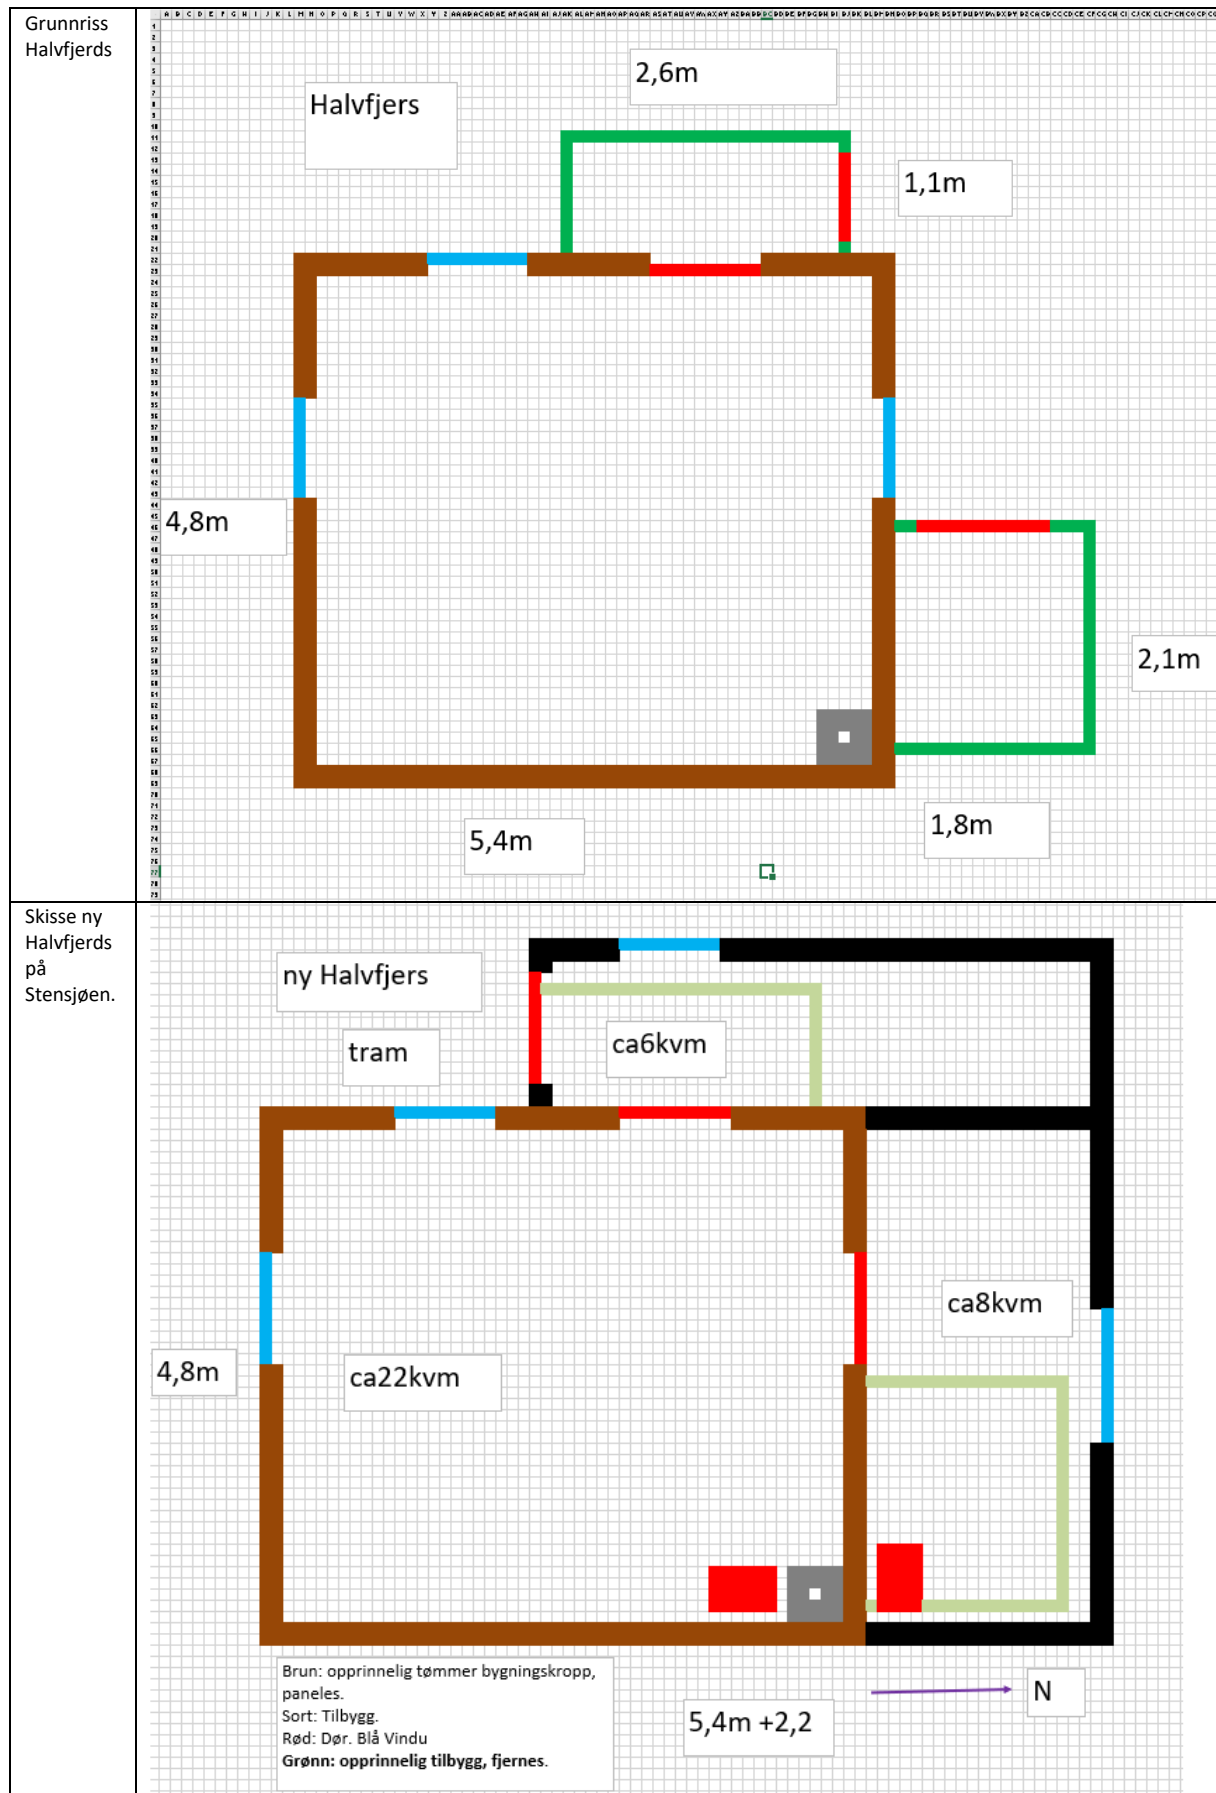 Grunnriss
Halvfjerds
Halvfjers
2,6m
1,1m
4,8m
2,1m
1,8m
5,4m
Skisse ny
Halvfjerds
på
Stensjøen.
ny Halvfjers
tram
ca6kvm
ca8kvm
4,8m
ca22kvm
Brun: opprinnelig tømmer bygningskropp,
paneles.
Sort: Tilbygg.
Rød: Dør. Blå Vindu
Grønn: opprinnelig tilbygg, fjernes.
5,4m +2,2
N